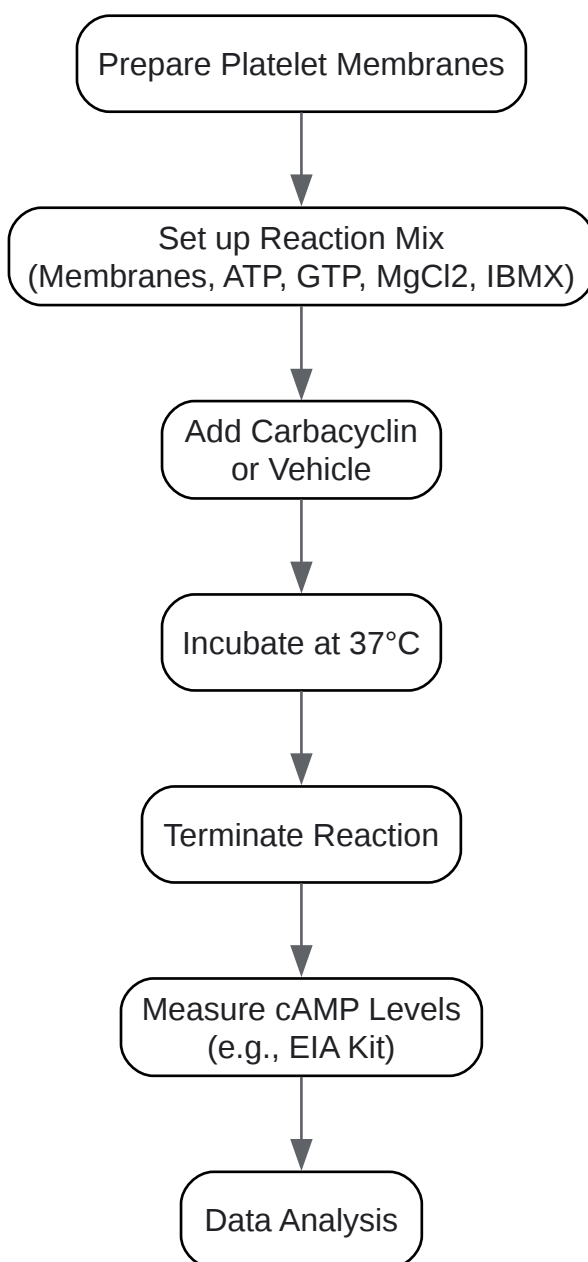 Prepare Platelet Membranes
Set up Reaction Mix
(Membranes, ATP, GTP, MgCl2, IBMX)
Add Carbacyclin
or Vehicle
Incubate at 37°C
Terminate Reaction
Measure cAMP Levels
(e.g., EIA Kit)
Data Analysis